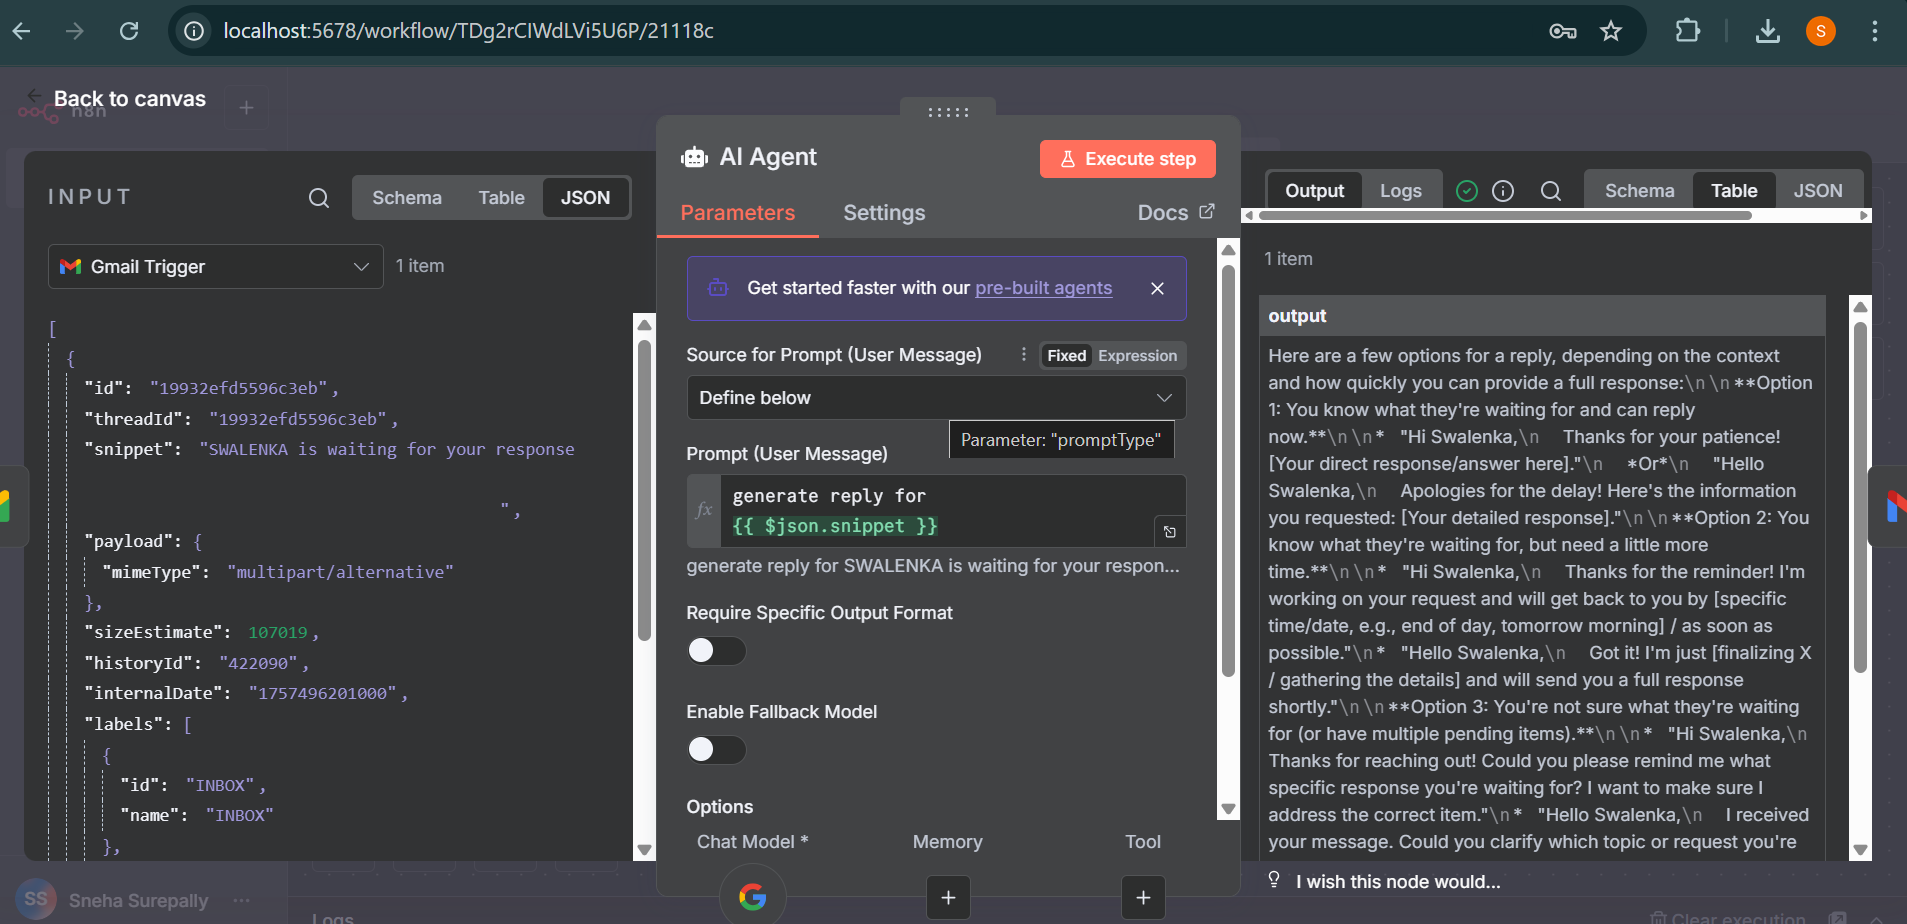 localhost:5678/workflow/TDg2rCIWdLVi5U6P/21118c
S
Back to canvas
n8n
INPUT
Schema
Table
JSON
Gmail Trigger
1 item
[
{
"id": "19932efd5596c3eb",
"threadId": "19932efd5596c3eb",
"snippet": "SWALENKA is waiting for your response
",
"payload": {
"mimeType": "multipart/alternative"
},
"sizeEstimate": 107019,
"historyId": "422090",
"internalDate": "1757496201000",
"labels": [
{
"id": "INBOX",
"name": "INBOX"
},
SS
Sneha Surepally
...
Logs
AI Agent
Execute step
Parameters
Settings
Docs
Get started faster with our pre-built agents
Source for Prompt (User Message)
Fixed
Expression
Define below
Parameter: "promptType"
Prompt (User Message)
fx
generate reply for
{{ $json.snippet }}
generate reply for SWALENKA is waiting for your respon...
Require Specific Output Format
Enable Fallback Model
Options
Chat Model *
Memory
Tool
Output
Logs
Schema
Table
JSON
1 item
output
Here are a few options for a reply, depending on the context
and how quickly you can provide a full response:\n\n**Option
1: You know what they're waiting for and can reply
now.**\n\n* "Hi Swalenka,\n Thanks for your patience!
[Your direct response/answer here]."\n *Or*\n "Hello
Swalenka,\n Apologies for the delay! Here's the information
you requested: [Your detailed response]."\n\n**Option 2: You
know what they're waiting for, but need a little more
time.**\n\n* "Hi Swalenka,\n Thanks for the reminder! I'm
working on your request and will get back to you by [specific
time/date, e.g., end of day, tomorrow morning] / as soon as
possible."\n* "Hello Swalenka,\n Got it! I'm just [finalizing X
/ gathering the details] and will send you a full response
shortly."\n\n**Option 3: You're not sure what they're waiting
for (or have multiple pending items).**\n\n* "Hi Swalenka,\n
Thanks for reaching out! Could you please remind me what
specific response you're waiting for? I want to make sure I
address the correct item."\n* "Hello Swalenka,\n I received
your message. Could you clarify which topic or request you're
I wish this node would...
Clear execution